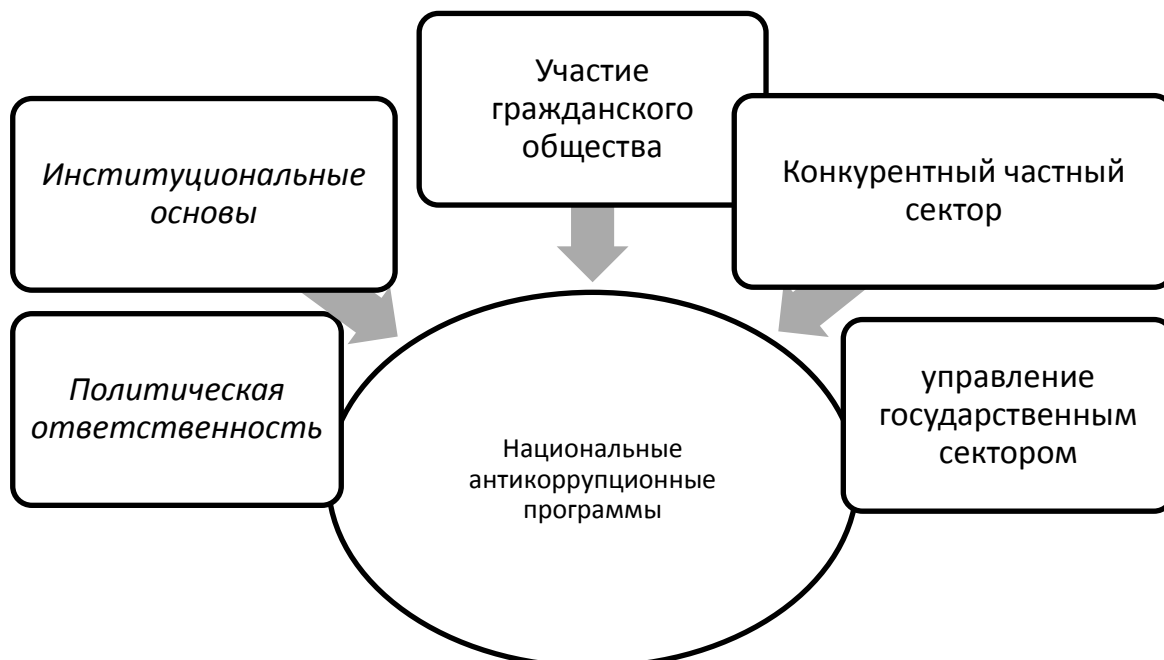 Участие
гражданского
общества
Институциональные
основы
Конкурентный частный
сектор
Политическая
ответственность
управление
государственным
сектором
Национальные
антикоррупционные
программы